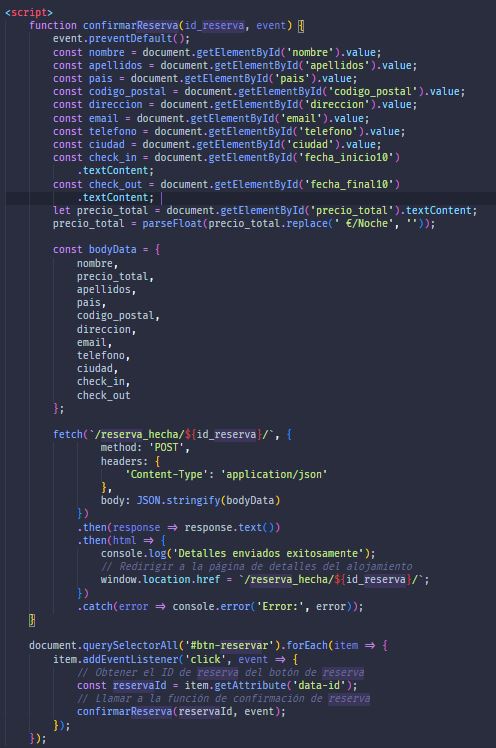 <script>
    function confirmarReserva(id_reserva, event) {
        event.preventDefault();
        const nombre = document.getElementById('nombre').value;
        const apellidos = document.getElementById('apellidos').value;
        const pais = document.getElementById('pais').value;
        const codigo_postal = document.getElementById('codigo_postal').value;
        const direccion = document.getElementById('direccion').value;
        const email = document.getElementById('email').value;
        const telefono = document.getElementById('telefono').value;
        const ciudad = document.getElementById('ciudad').value;
        const check_in = document.getElementById('fecha_inicio10')
            .textContent;
        const check_out = document.getElementById('fecha_final10')
            .textContent;
        let precio_total = document.getElementById('precio_total').textContent;
        precio_total = parseFloat(precio_total.replace(' €/Noche', ''));

        const bodyData = {
            nombre,
            precio_total,
            apellidos,
            pais,
            codigo_postal,
            direccion,
            email,
            telefono,
            ciudad,
            check_in,
            check_out
        };

        fetch(`/reserva_hecha/${id_reserva}/`, {
                method: 'POST',
                headers: {
                    'Content-Type': 'application/json'
                },
                body: JSON.stringify(bodyData)
            })
            .then(response => response.text())
            .then(html => {
                console.log('Detalles enviados exitosamente');
                // Redirigir a la página de detalles del alojamiento
                window.location.href = `/reserva_hecha/${id_reserva}/`;
            })
            .catch(error => console.error('Error:', error));
    }

    document.querySelectorAll('#btn-reservar').forEach(item => {
        item.addEventListener('click', event => {
            // Obtener el ID de reserva del botón de reserva
            const reservaId = item.getAttribute('data-id');
            // Llamar a la función de confirmación de reserva
            confirmarReserva(reservaId, event);
        });
    });